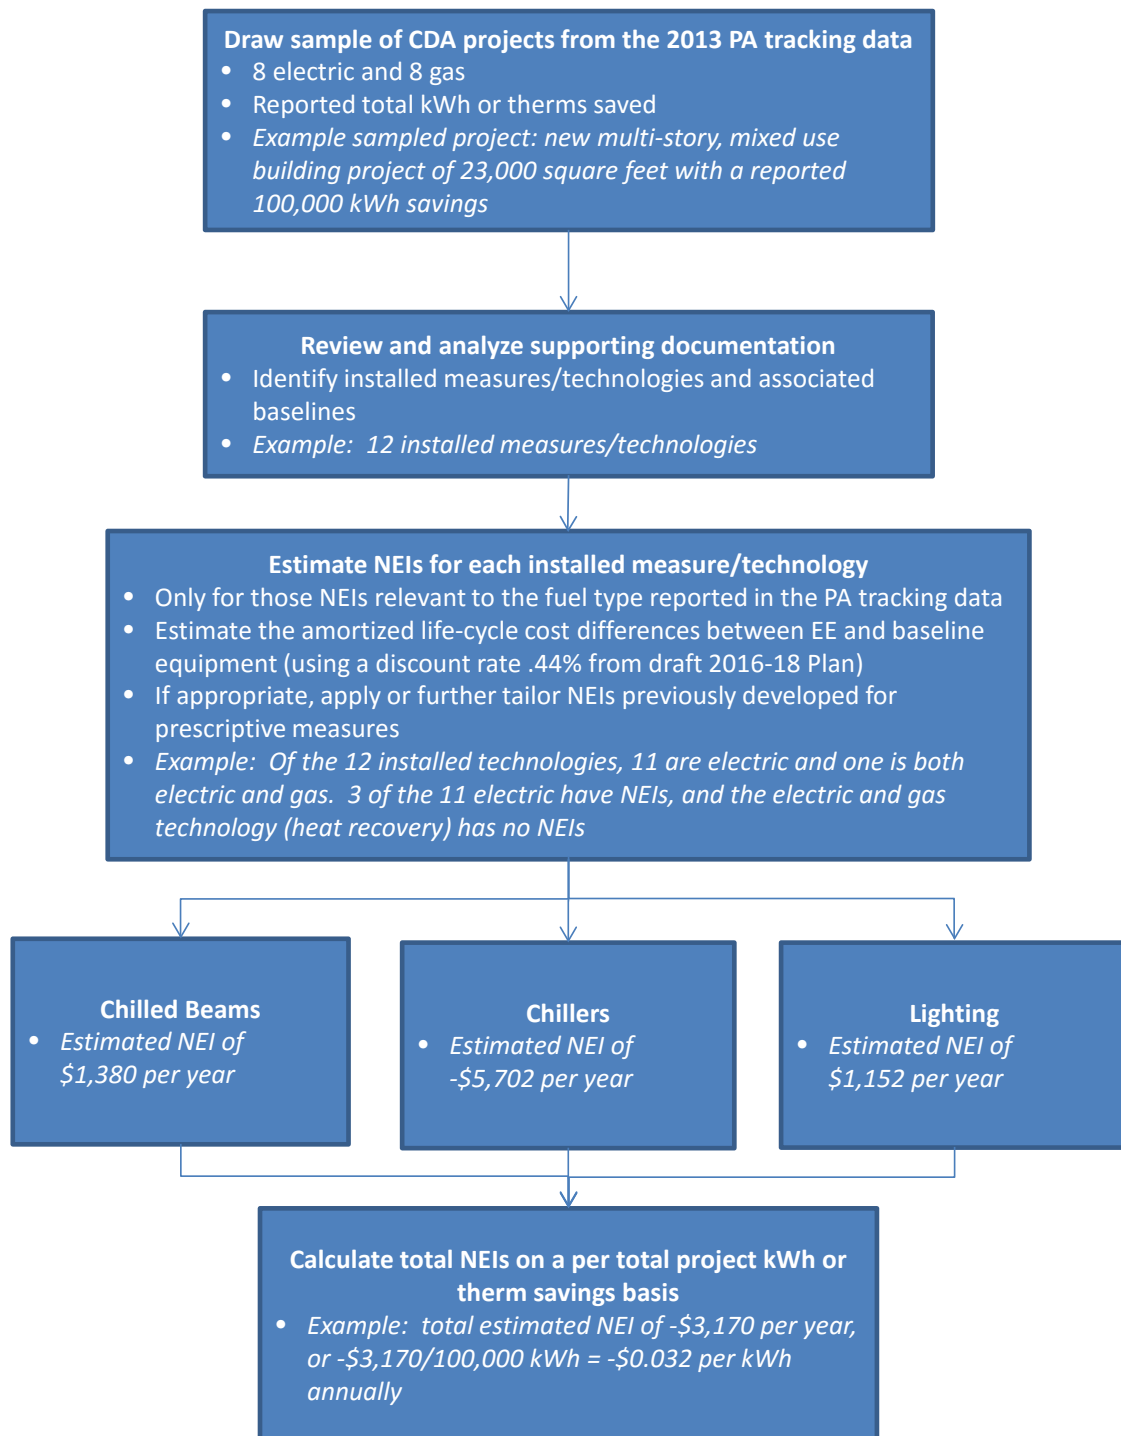 Draw sample of CDA projects from the 2013 PA tracking data
• 8 electric and 8 gas
• Reported total kWh or therms saved
• Example sampled project: new multi-story, mixed use
building project of 23,000 square feet with a reported
100,000 kWh savings
Review and analyze supporting documentation
• Identify installed measures/technologies and associated
baselines
• Example:  12 installed measures/technologies
Estimate NEIs for each installed measure/technology
• Only for those NEIs relevant to the fuel type reported in the PA tracking data
• Estimate the amortized life-cycle cost differences between EE and baseline
equipment (using a discount rate .44% from draft 2016-18 Plan)
• If appropriate, apply or further tailor NEIs previously developed for
prescriptive measures
• Example:  Of the 12 installed technologies, 11 are electric and one is both
electric and gas.  3 of the 11 electric have NEIs, and the electric and gas
technology (heat recovery) has no NEIs
Chilled Beams
• Estimated NEI of
$1,380 per year
Chillers
• Estimated NEI of
-$5,702 per year
Lighting
• Estimated NEI of
$1,152 per year
Calculate total NEIs on a per total project kWh or
therm savings basis
• Example:  total estimated NEI of -$3,170 per year,
or -$3,170/100,000 kWh = -$0.032 per kWh
annually